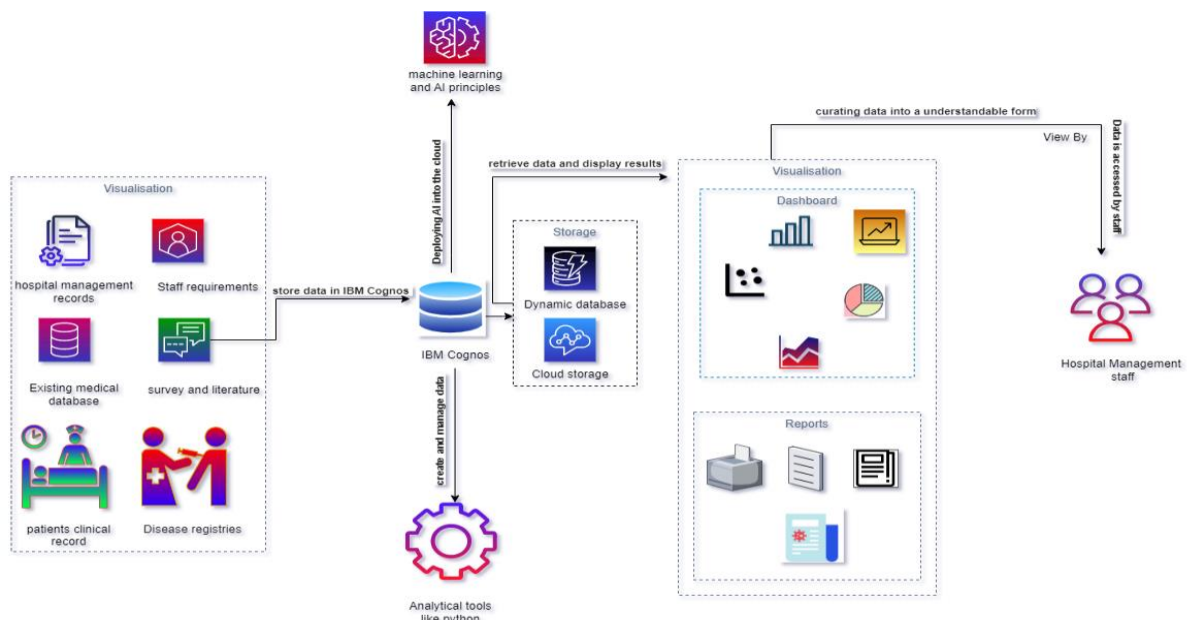 machine learning
and AI principles
Deploying AI into the cloud
curating data into a understandable form
View By
Data is accessed by staff
retrieve data and display results
Visualisation
hospital management
records
Staff requirements
Existing medical
database
survey and literature
patients clinical
record
Disease registries
store data in IBM Cognos
IBM Cognos
create and manage data
Analytical tools
like python
Storage
Dynamic database
Cloud storage
Visualisation
Dashboard
Reports
Hospital Management
staff